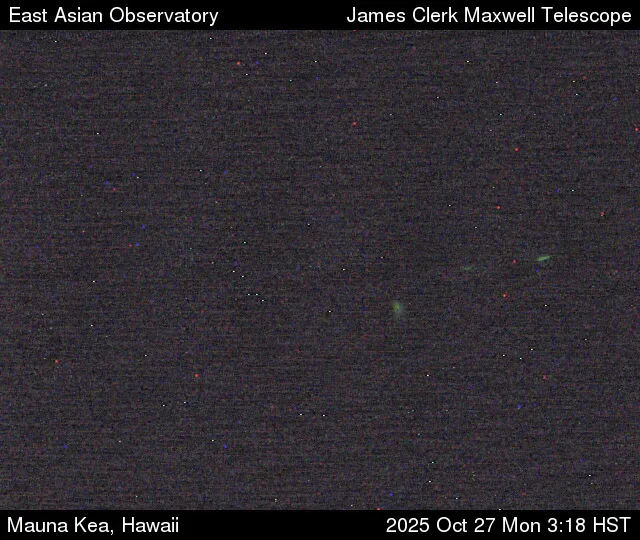 East Asian Observatory
James Clerk Maxwell Telescope
Mauna Kea, Hawaii
2025 Oct 27 Mon 3:18 HST